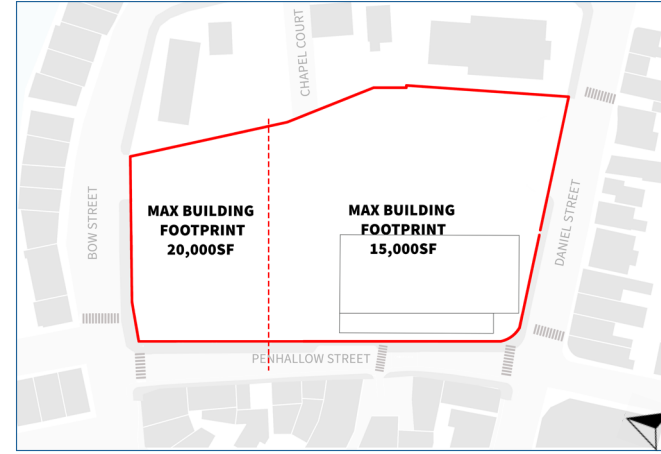 CHAPEL COURT
BOW STREET
MAX BUILDING
FOOTPRINT
20,000SF
MAX BUILDING
FOOTPRINT
15,000SF
DANIEL STREET
PENHALLOW STREET